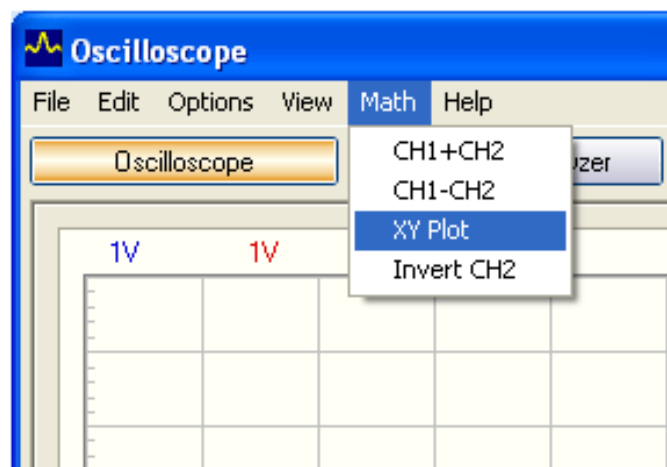 Oscilloscope
File Edit Options View Math Help
Oscilloscope
CH1+CH2
CH1-CH2
XY Plot
Invert CH2
1V 1V